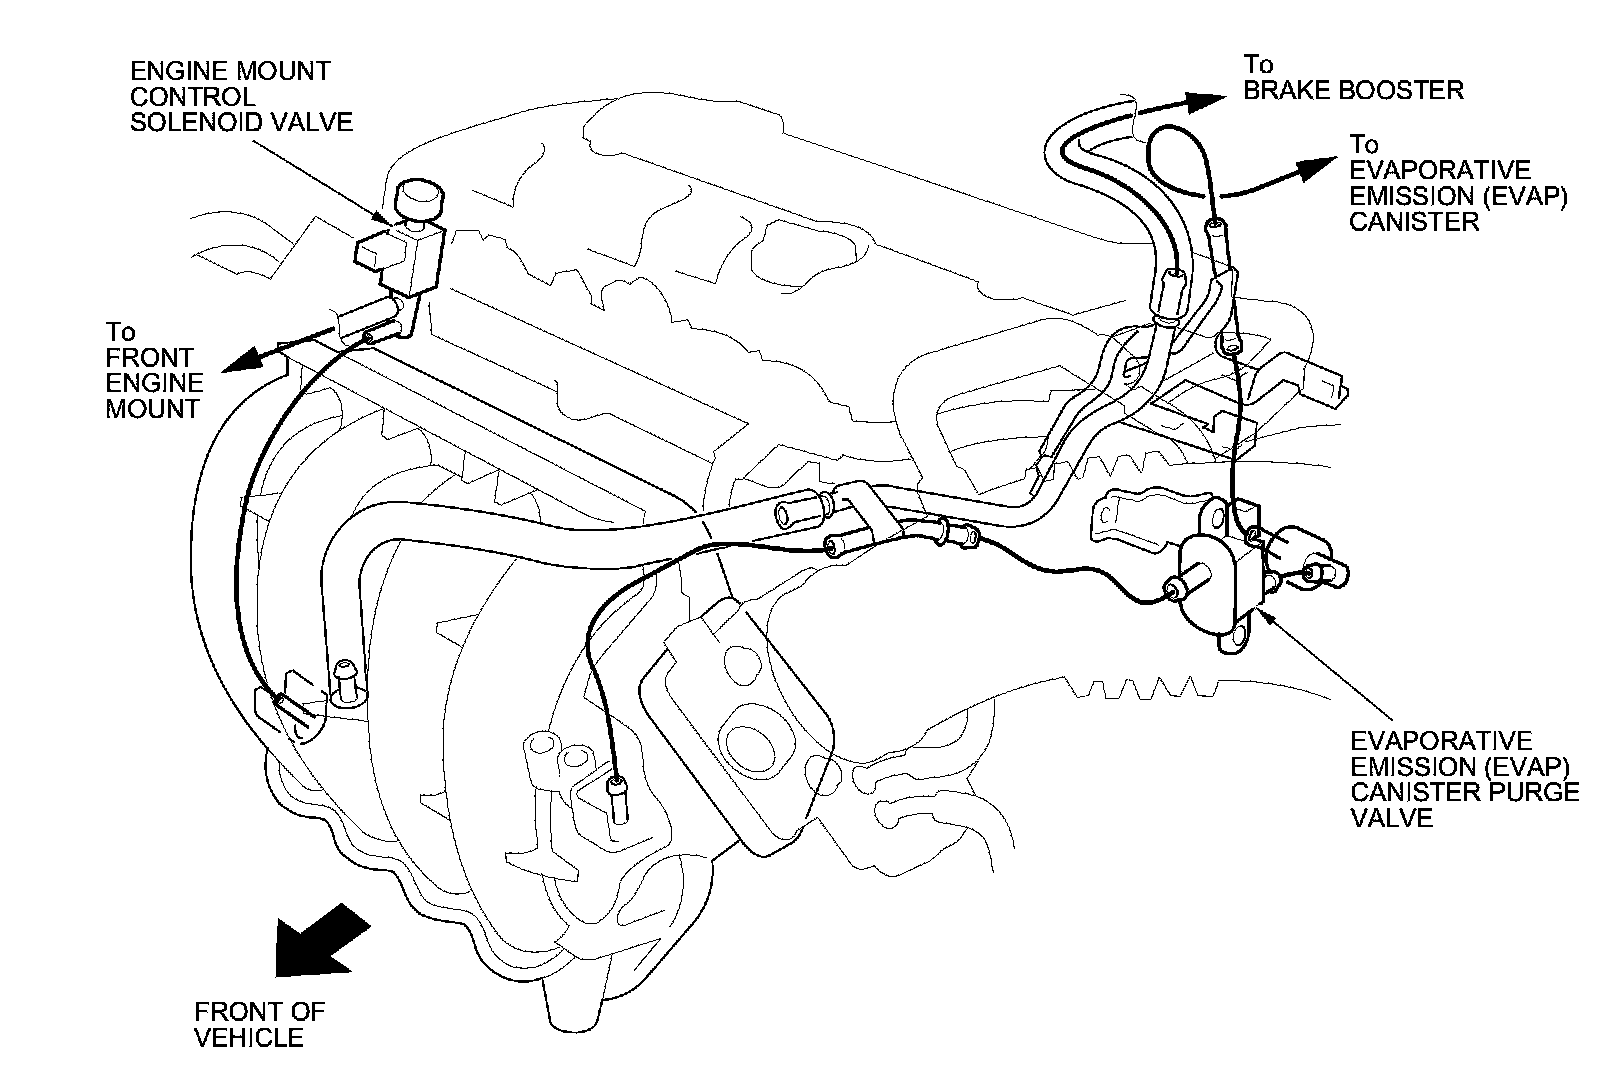 ENGINE MOUNT
CONTROL
SOLENOID VALVE
To
BRAKE BOOSTER
To
EVAPORATIVE
EMISSION (EVAP)
CANISTER
To
FRONT
ENGINE
MOUNT
EVAPORATIVE
EMISSION (EVAP)
CANISTER PURGE
VALVE
FRONT OF
VEHICLE